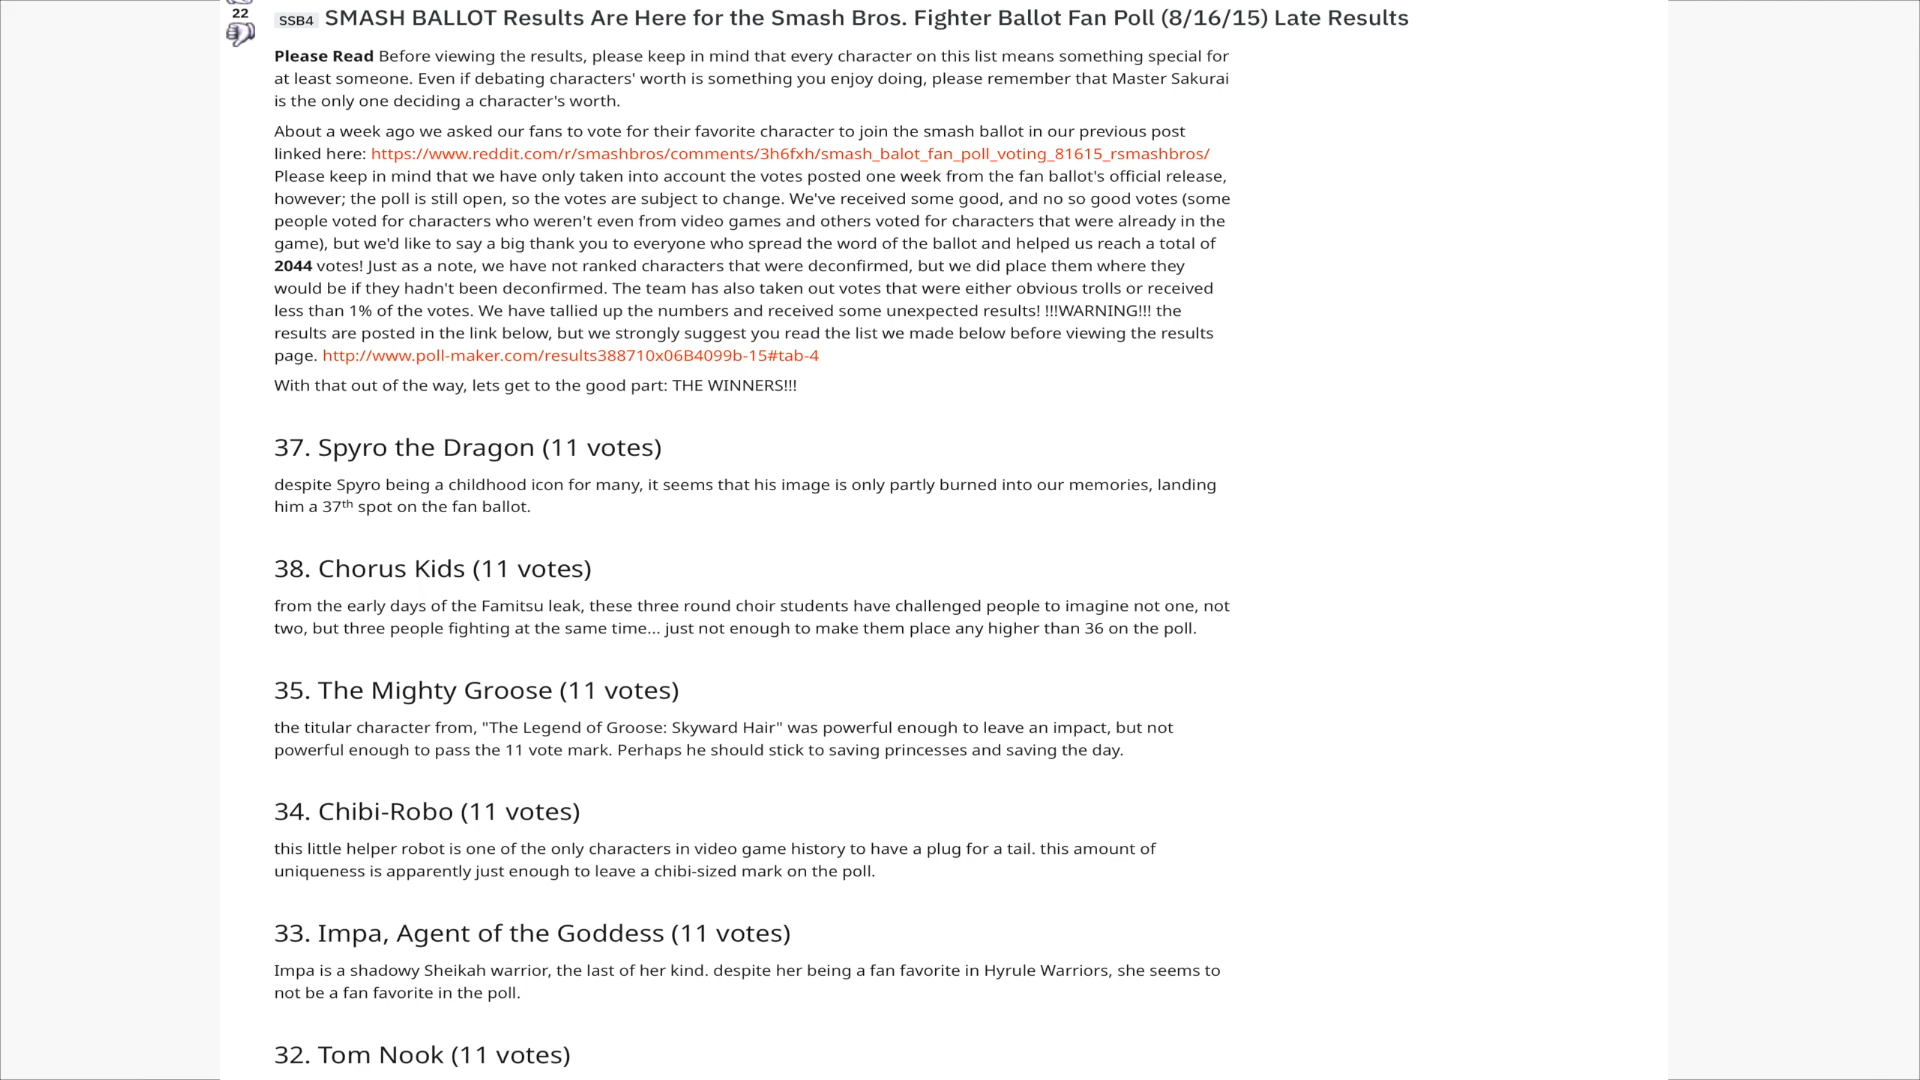 22
SSB4 SMASH BALLOT Results Are Here for the Smash Bros. Fighter Ballot Fan Poll (8/16/15) Late Results
Please Read Before viewing the results, please keep in mind that every character on this list means something special for
at least someone. Even if debating characters' worth is something you enjoy doing, please remember that Master Sakurai
is the only one deciding a character's worth.
About a week ago we asked our fans to vote for their favorite character to join the smash ballot in our previous post
linked here: https://www.reddit.com/r/smashbros/comments/3h6fxh/smash_balot_fan_poll_voting_81615_rsmashbros/
Please keep in mind that we have only taken into account the votes posted one week from the fan ballot's official release,
however; the poll is still open, so the votes are subject to change. We've received some good, and no so good votes (some
people voted for characters who weren't even from video games and others voted for characters that were already in the
game), but we'd like to say a big thank you to everyone who spread the word of the ballot and helped us reach a total of
2044 votes! Just as a note, we have not ranked characters that were deconfirmed, but we did place them where they
would be if they hadn't been deconfirmed. The team has also taken out votes that were either obvious trolls or received
less than 1% of the votes. We have tallied up the numbers and received some unexpected results! !!!WARNING!!! the
results are posted in the link below, but we strongly suggest you read the list we made below before viewing the results
page. http://www.poll-maker.com/results388710x06B4099b-15#tab-4
With that out of the way, lets get to the good part: THE WINNERS!!!
37. Spyro the Dragon (11 votes)
despite Spyro being a childhood icon for many, it seems that his image is only partly burned into our memories, landing
him a 37th spot on the fan ballot.
38. Chorus Kids (11 votes)
from the early days of the Famitsu leak, these three round choir students have challenged people to imagine not one, not
two, but three people fighting at the same time... just not enough to make them place any higher than 36 on the poll.
35. The Mighty Groose (11 votes)
the titular character from, "The Legend of Groose: Skyward Hair" was powerful enough to leave an impact, but not
powerful enough to pass the 11 vote mark. Perhaps he should stick to saving princesses and saving the day.
34. Chibi-Robo (11 votes)
this little helper robot is one of the only characters in video game history to have a plug for a tail. this amount of
uniqueness is apparently just enough to leave a chibi-sized mark on the poll.
33. Impa, Agent of the Goddess (11 votes)
Impa is a shadowy Sheikah warrior, the last of her kind. despite her being a fan favorite in Hyrule Warriors, she seems to
not be a fan favorite in the poll.
32. Tom Nook (11 votes)